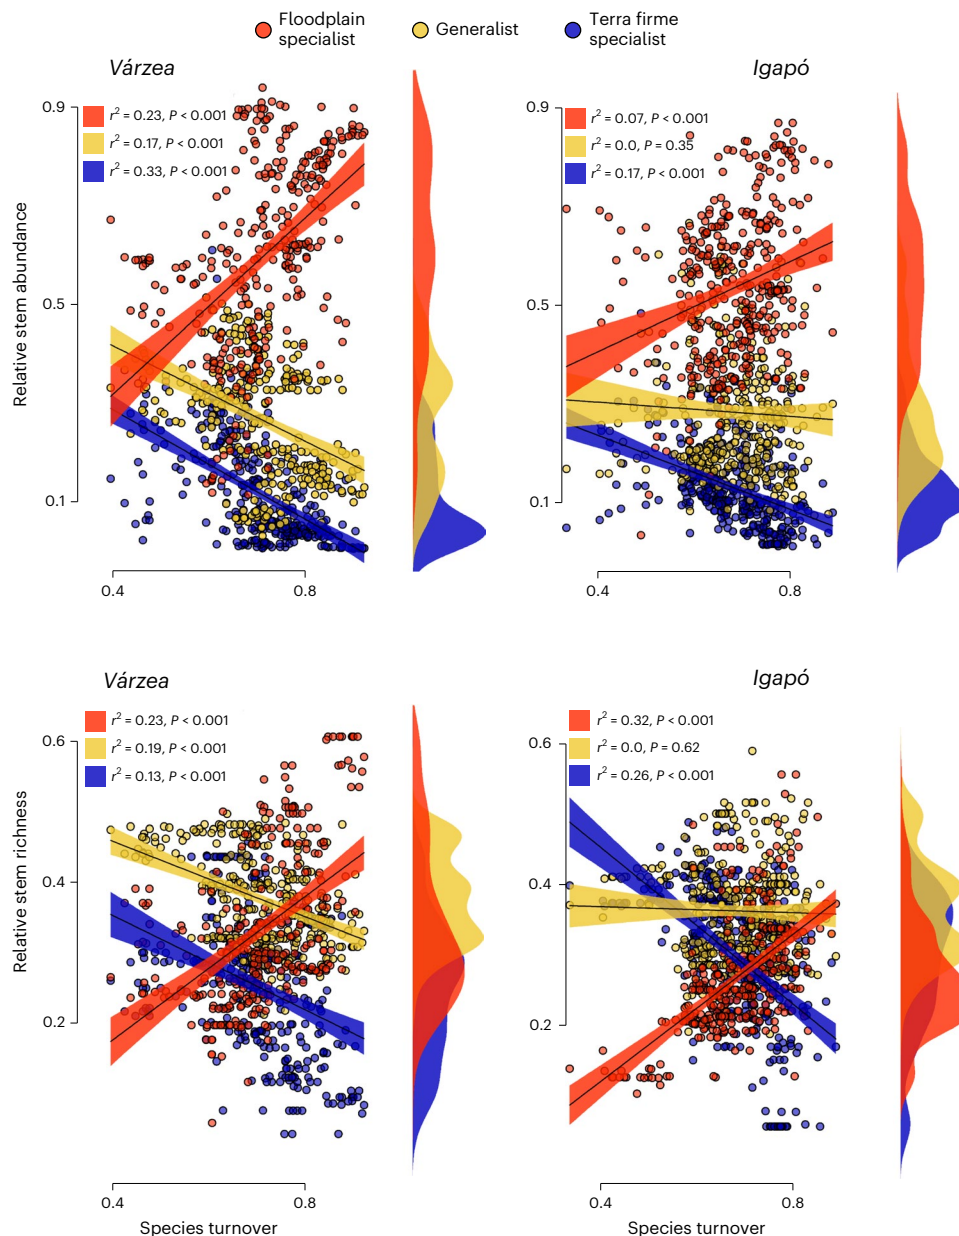 Floodplain
specialist
Generalist
Terra firme
specialist
Várzea
Igapó
Relative stem abundance
0.9
0.5
0.1
r² = 0.23, P < 0.001
r² = 0.17, P < 0.001
r² = 0.33, P < 0.001
0.4
0.8
0.9
0.5
0.1
r² = 0.07, P < 0.001
r² = 0.0, P = 0.35
r² = 0.17, P < 0.001
0.4
0.8
Várzea
Igapó
Relative stem richness
0.6
0.4
0.2
r² = 0.23, P < 0.001
r² = 0.19, P < 0.001
r² = 0.13, P < 0.001
0.4
0.8
Species turnover
0.6
0.4
0.2
r² = 0.32, P < 0.001
r² = 0.0, P = 0.62
r² = 0.26, P < 0.001
0.4
0.8
Species turnover